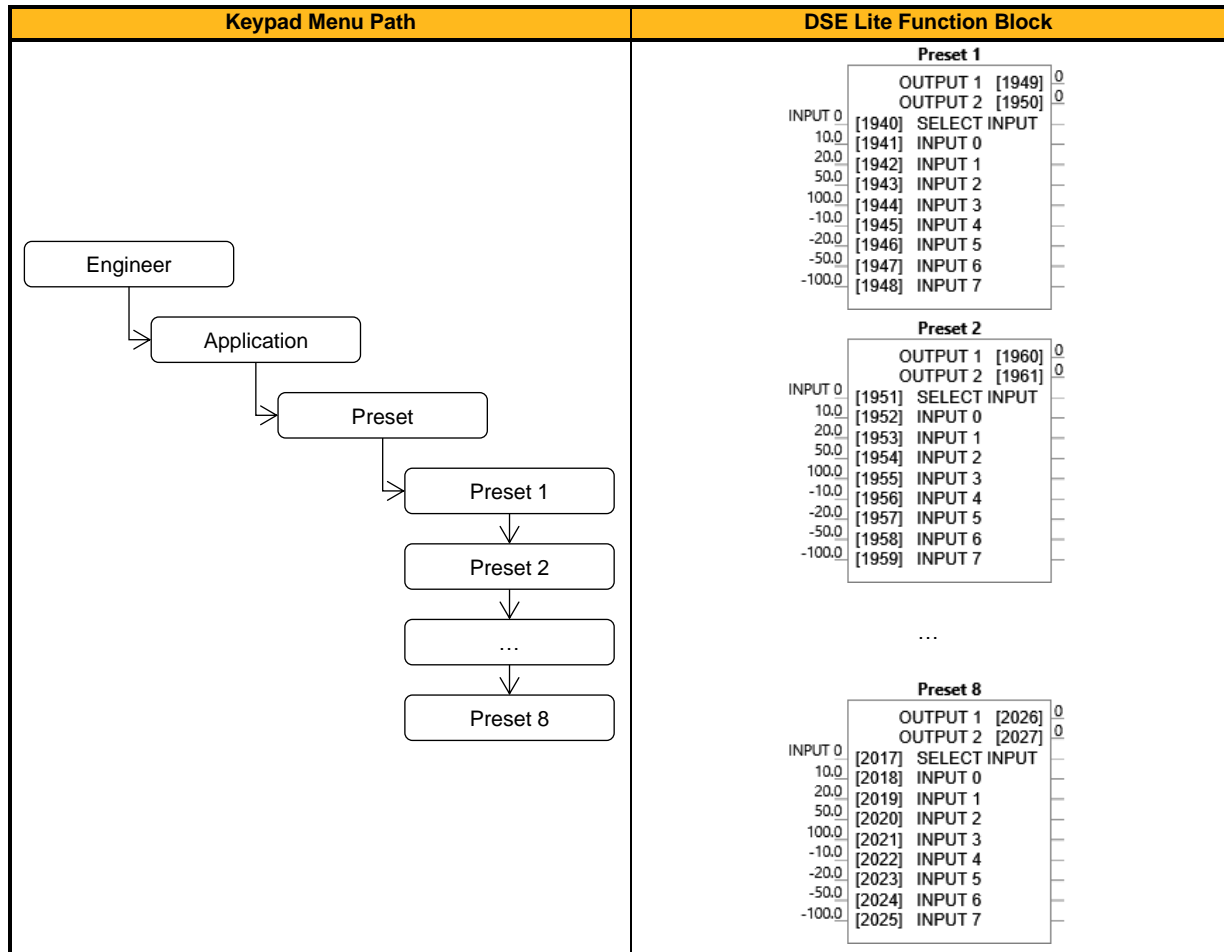 Keypad Menu Path
DSE Lite Function Block
Engineer
Application
Preset
Preset 1
Preset 2
…
Preset 8
Preset 1
OUTPUT 1 [1949] 0
OUTPUT 2 [1950] 0
INPUT 0 [1940] SELECT INPUT
10.0 [1941] INPUT 0
20.0 [1942] INPUT 1
50.0 [1943] INPUT 2
100.0 [1944] INPUT 3
-10.0 [1945] INPUT 4
-20.0 [1946] INPUT 5
-50.0 [1947] INPUT 6
-100.0 [1948] INPUT 7
Preset 2
OUTPUT 1 [1960] 0
OUTPUT 2 [1961] 0
INPUT 0 [1951] SELECT INPUT
10.0 [1952] INPUT 0
20.0 [1953] INPUT 1
50.0 [1954] INPUT 2
100.0 [1955] INPUT 3
-10.0 [1956] INPUT 4
-20.0 [1957] INPUT 5
-50.0 [1958] INPUT 6
-100.0 [1959] INPUT 7
…
Preset 8
OUTPUT 1 [2026] 0
OUTPUT 2 [2027] 0
INPUT 0 [2017] SELECT INPUT
10.0 [2018] INPUT 0
20.0 [2019] INPUT 1
50.0 [2020] INPUT 2
100.0 [2021] INPUT 3
-10.0 [2022] INPUT 4
-20.0 [2023] INPUT 5
-50.0 [2024] INPUT 6
-100.0 [2025] INPUT 7